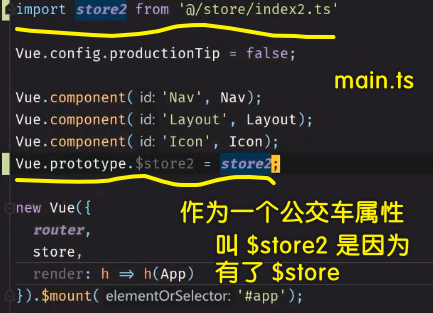 import store2 from '@/store/index2.ts'
Vue.config.productionTip = false;
main.ts
Vue.component( id: 'Nav', Nav);
Vue.component( id: 'Layout', Layout);
Vue.component( id: 'Icon', Icon);
Vue.prototype.$store2 = store2;
作为一个公交车属性
叫 $store2 是因为
有了 $store
new Vue({
router,
store,
render: h => h(App)
}).$mount( elementOrSelector: '#app');